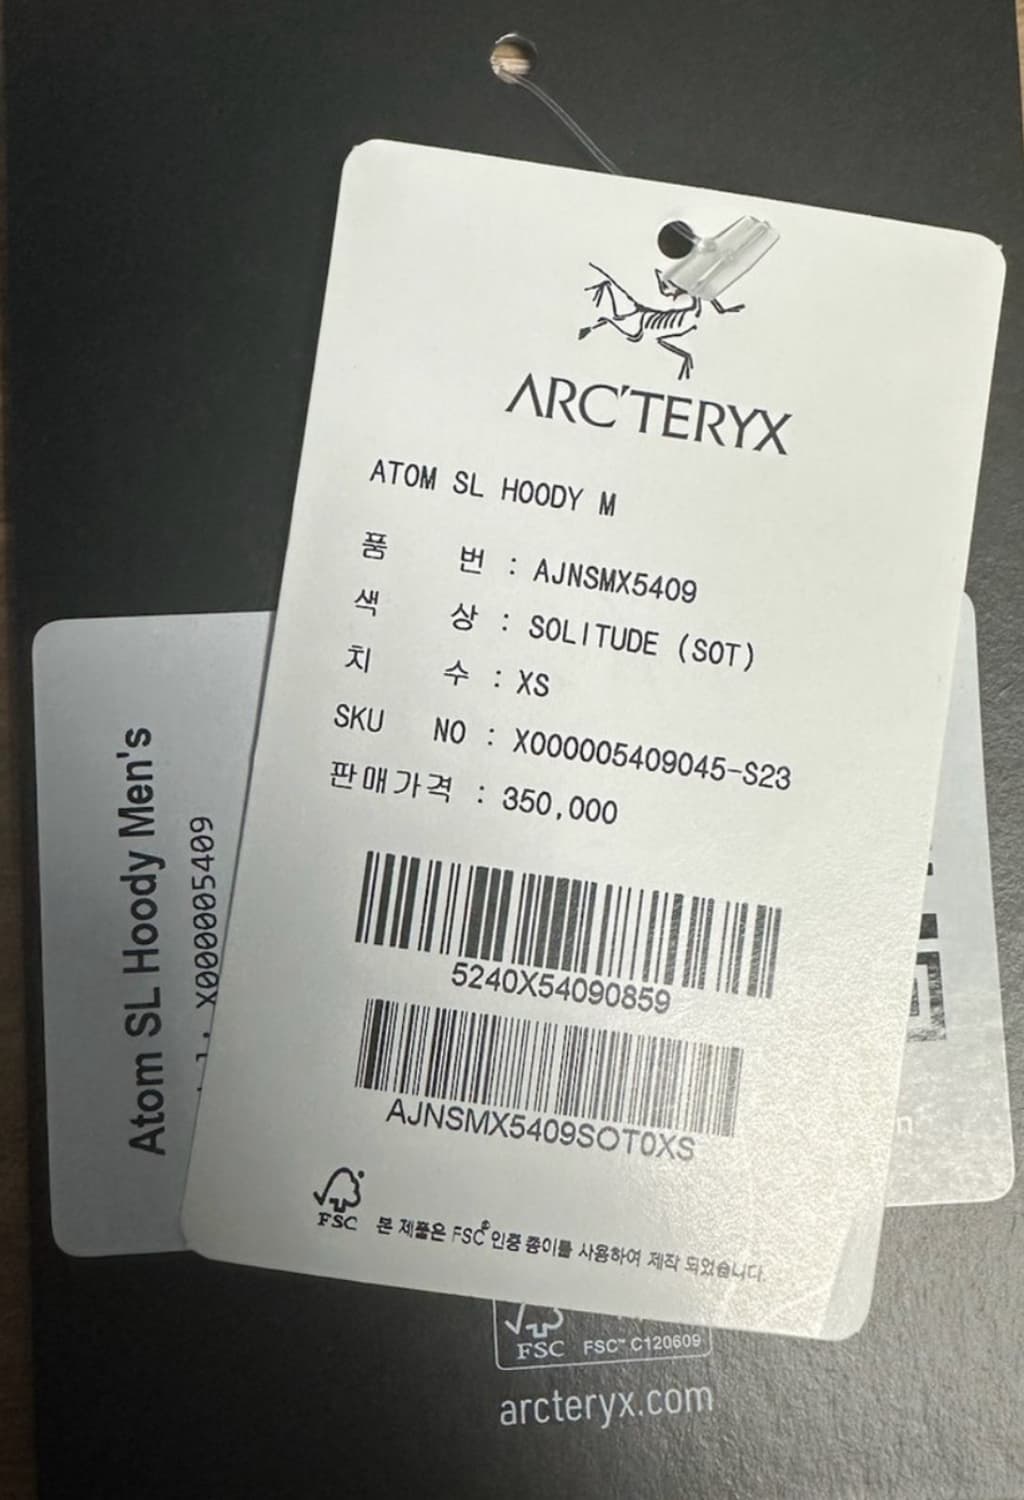 ARC'TERYX
ATOM SL HOODY M
품 번 : AJNSMX5409
색 상 : SOLITUDE (SOT)
치 수 : XS
SKU NO : X000005409045-S23
판매가격 : 350,000
5240X54090859
AJNSMX5409SOT0XS
FSC 본 제품은 FSC® 인증 종이를 사용하여 제작 되었습니다.
Atom SL Hoody Men's
X000005409
FSC FSC™ C120609
arcteryx.com